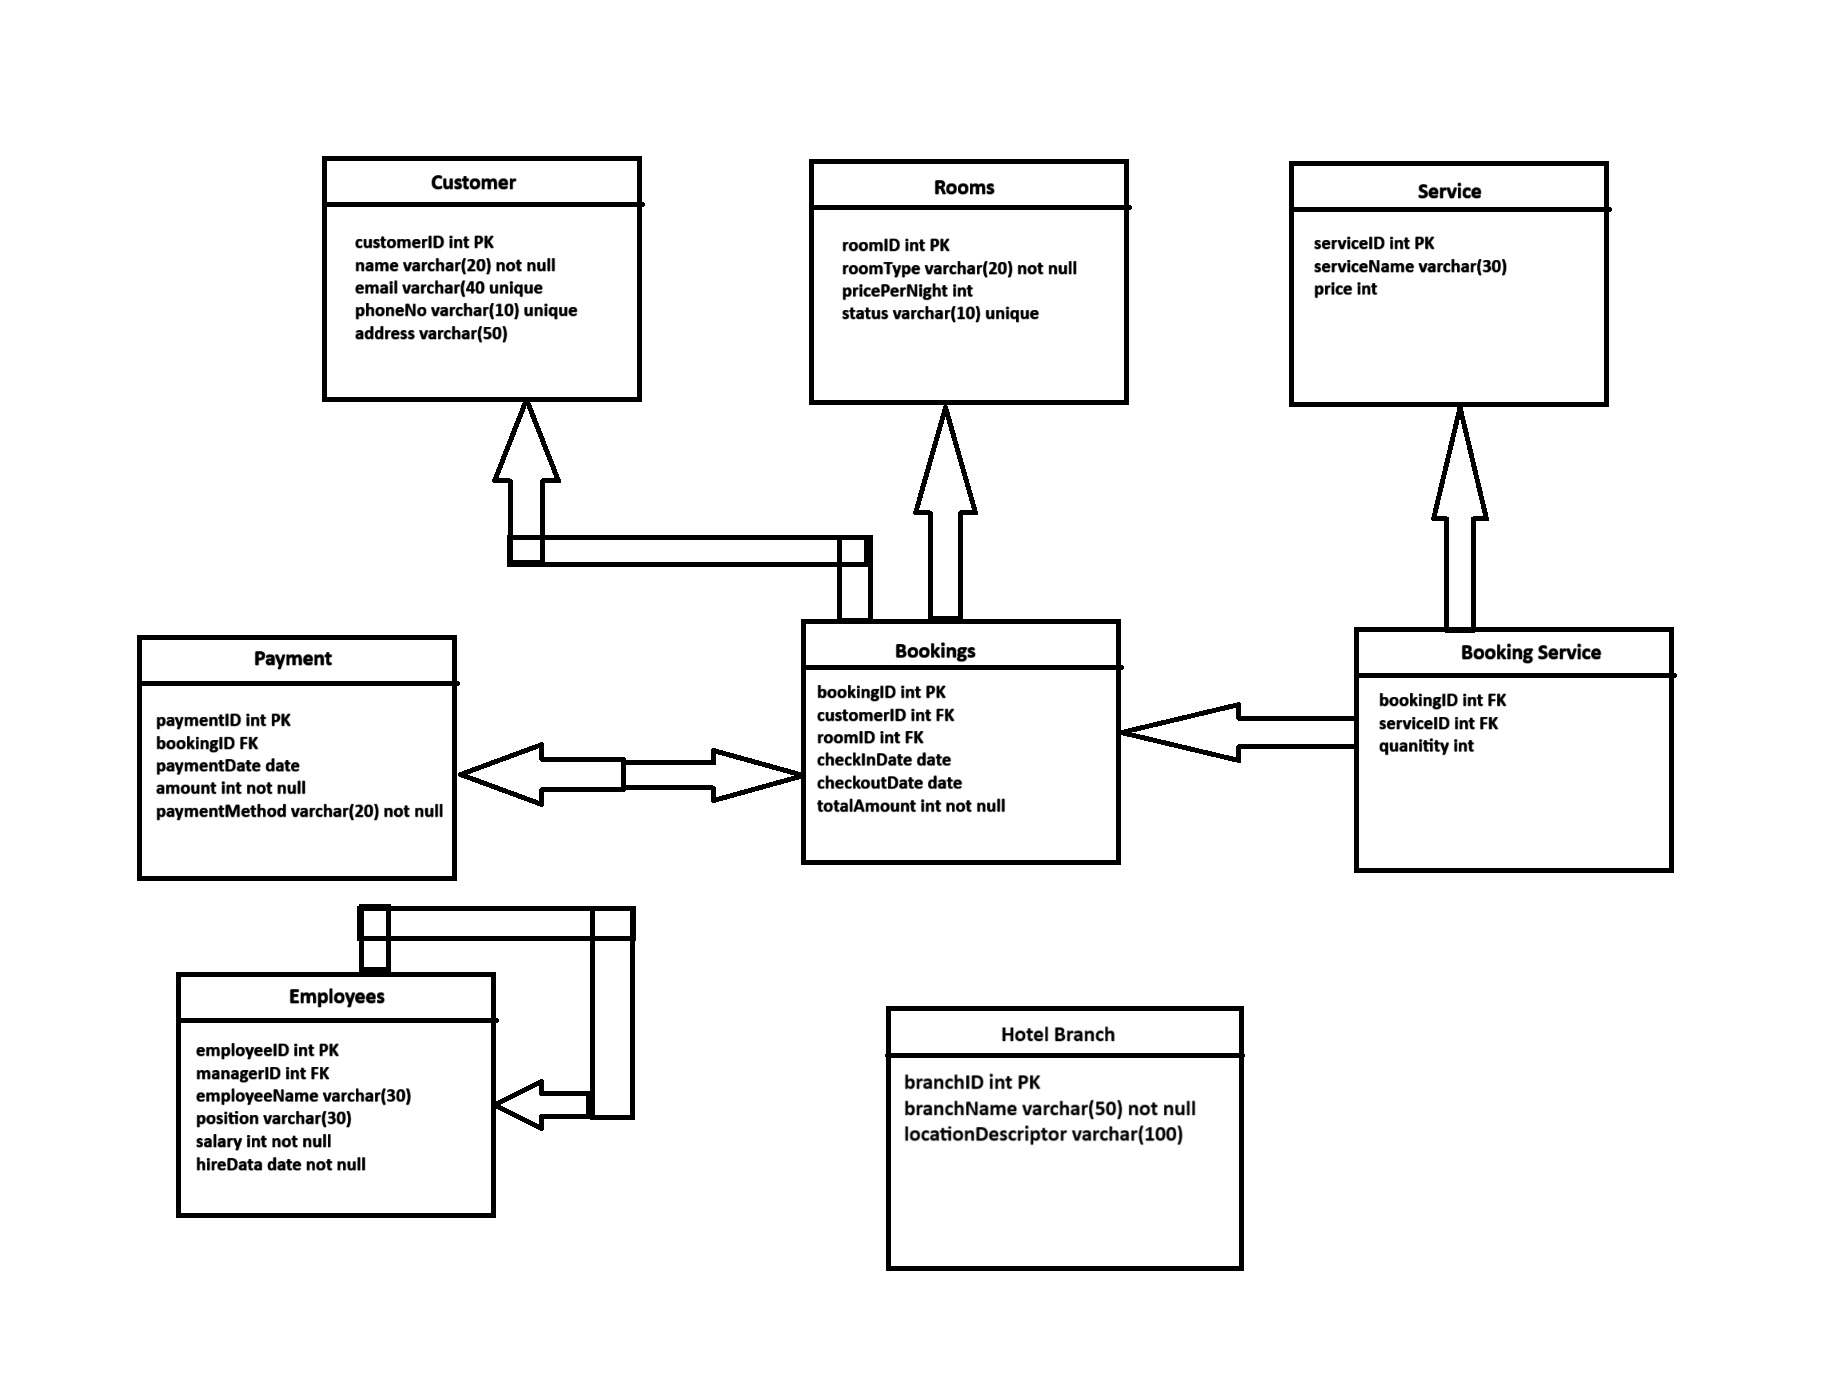 Customer
customerID int PK
name varchar(20) not null
email varchar(40 unique
phoneNo varchar(10) unique
address varchar(50)
Rooms
roomID int PK
roomType varchar(20) not null
pricePerNight int
status varchar(10) unique
Service
serviceID int PK
serviceName varchar(30)
price int
Payment
paymentID int PK
bookingID FK
paymentDate date
amount int not null
paymentMethod varchar(20) not null
Bookings
bookingID int PK
customerID int FK
roomID int FK
checkInDate date
checkoutDate date
totalAmount int not null
Booking Service
bookingID int FK
serviceID int FK
quanitity int
Employees
employeeID int PK
managerID int FK
employeeName varchar(30)
position varchar(30)
salary int not null
hireData date not null
Hotel Branch
branchID int PK
branchName varchar(50) not null
locationDescriptor varchar(100)